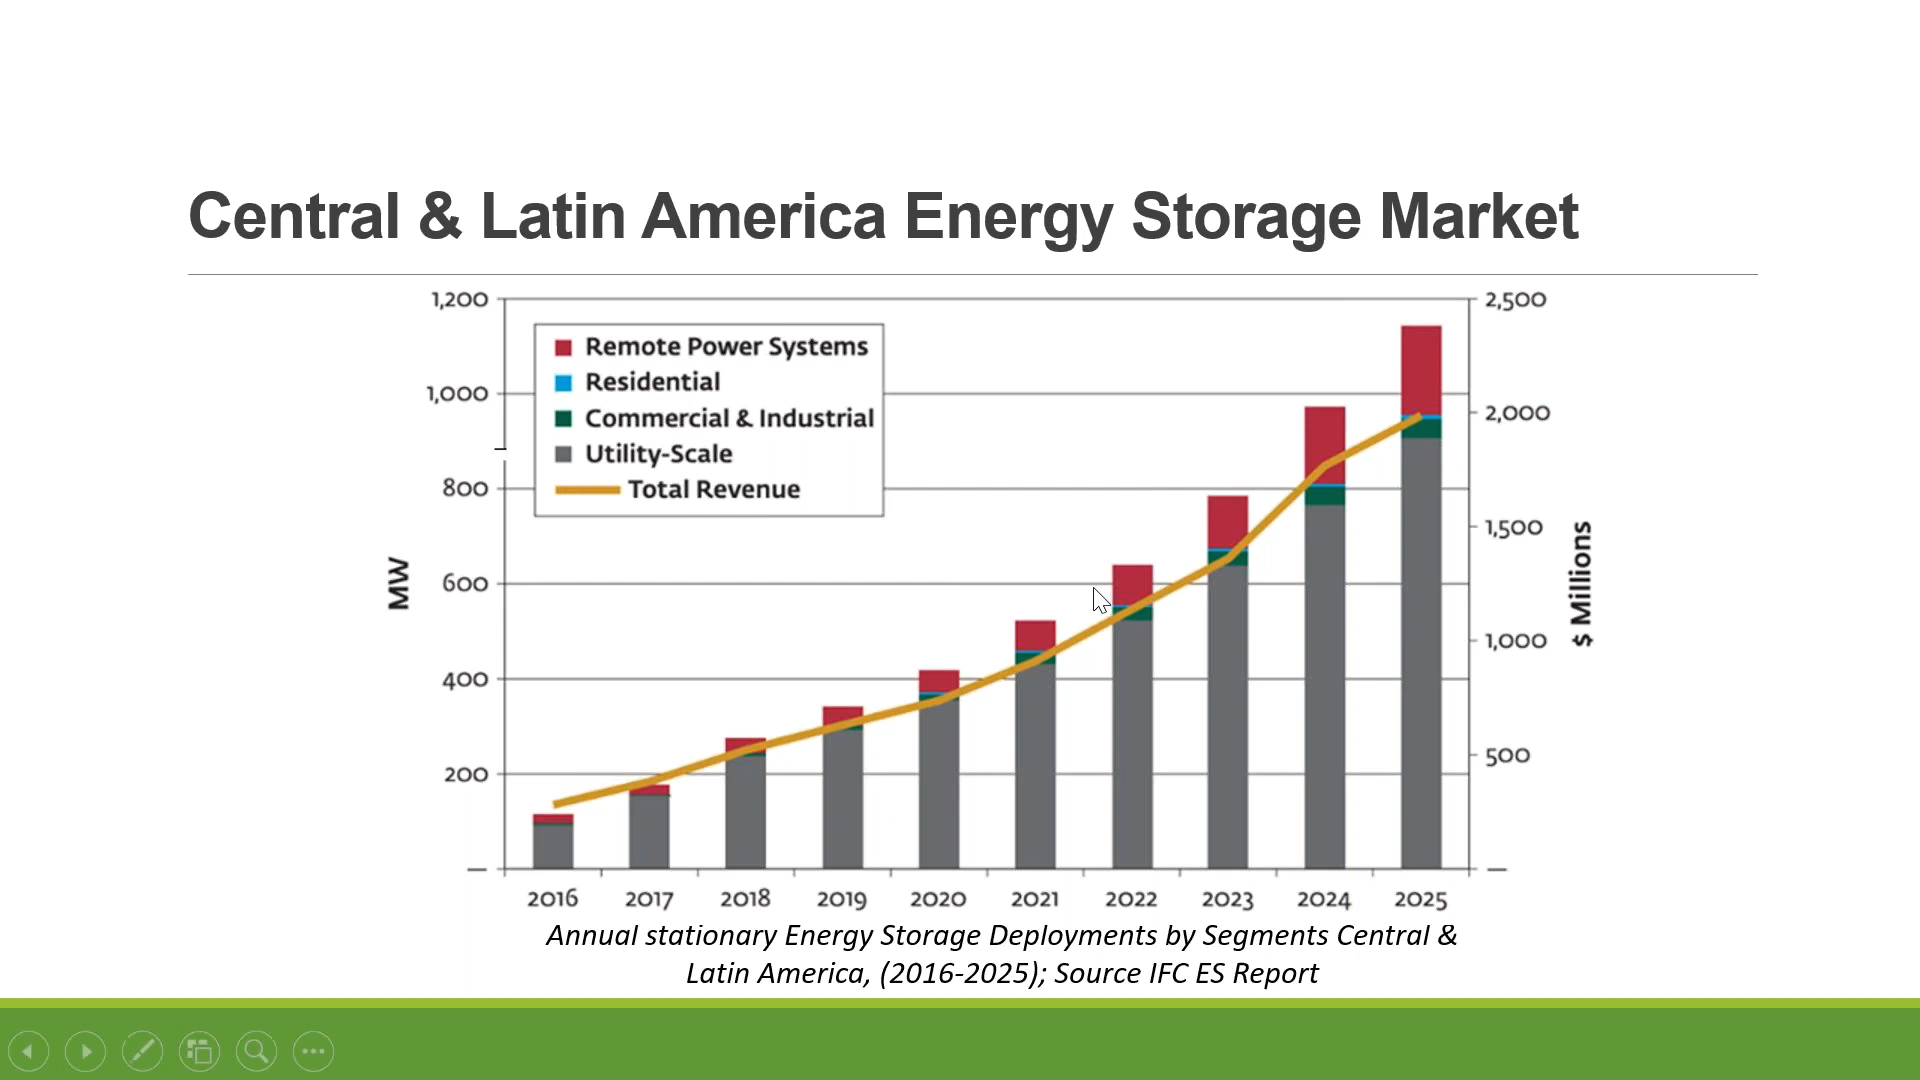 Central & Latin America Energy Storage Market
1,200
1,000
800
600
400
200
—
MW
Remote Power Systems
Residential
Commercial & Industrial
Utility-Scale
Total Revenue
2,500
2,000
1,500
1,000
500
—
$ Millions
2016 2017 2018 2019 2020 2021 2022 2023 2024 2025
Annual stationary Energy Storage Deployments by Segments Central &
Latin America, (2016-2025); Source IFC ES Report